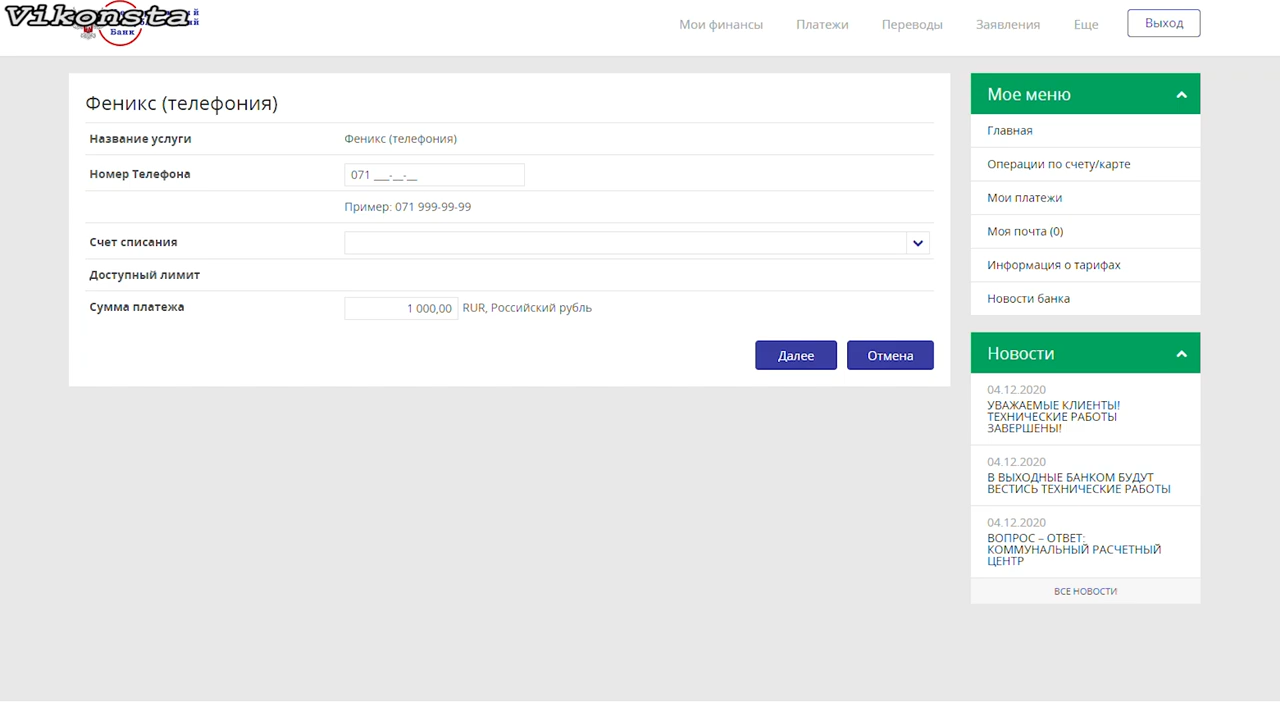 Vikonsta
Банк
Мои финансы Платежи Переводы Заявления Еще Выход
Феникс (телефония)
Название услуги Феникс (телефония)
Номер Телефона 071 ___-__-__
Пример: 071 999-99-99
Счет списания
Доступный лимит
Сумма платежа 1 000,00 RUR, Российский рубль
Далее Отмена
Мое меню
Главная
Операции по счету/карте
Мои платежи
Моя почта (0)
Информация о тарифах
Новости банка
Новости
04.12.2020
УВАЖАЕМЫЕ КЛИЕНТЫ!
ТЕХНИЧЕСКИЕ РАБОТЫ
ЗАВЕРШЕНЫ!
04.12.2020
В ВЫХОДНЫЕ БАНКОМ БУДУТ
ВЕСТИСЬ ТЕХНИЧЕСКИЕ РАБОТЫ
04.12.2020
ВОПРОС – ОТВЕТ:
КОММУНАЛЬНЫЙ РАСЧЕТНЫЙ
ЦЕНТР
ВСЕ НОВОСТИ